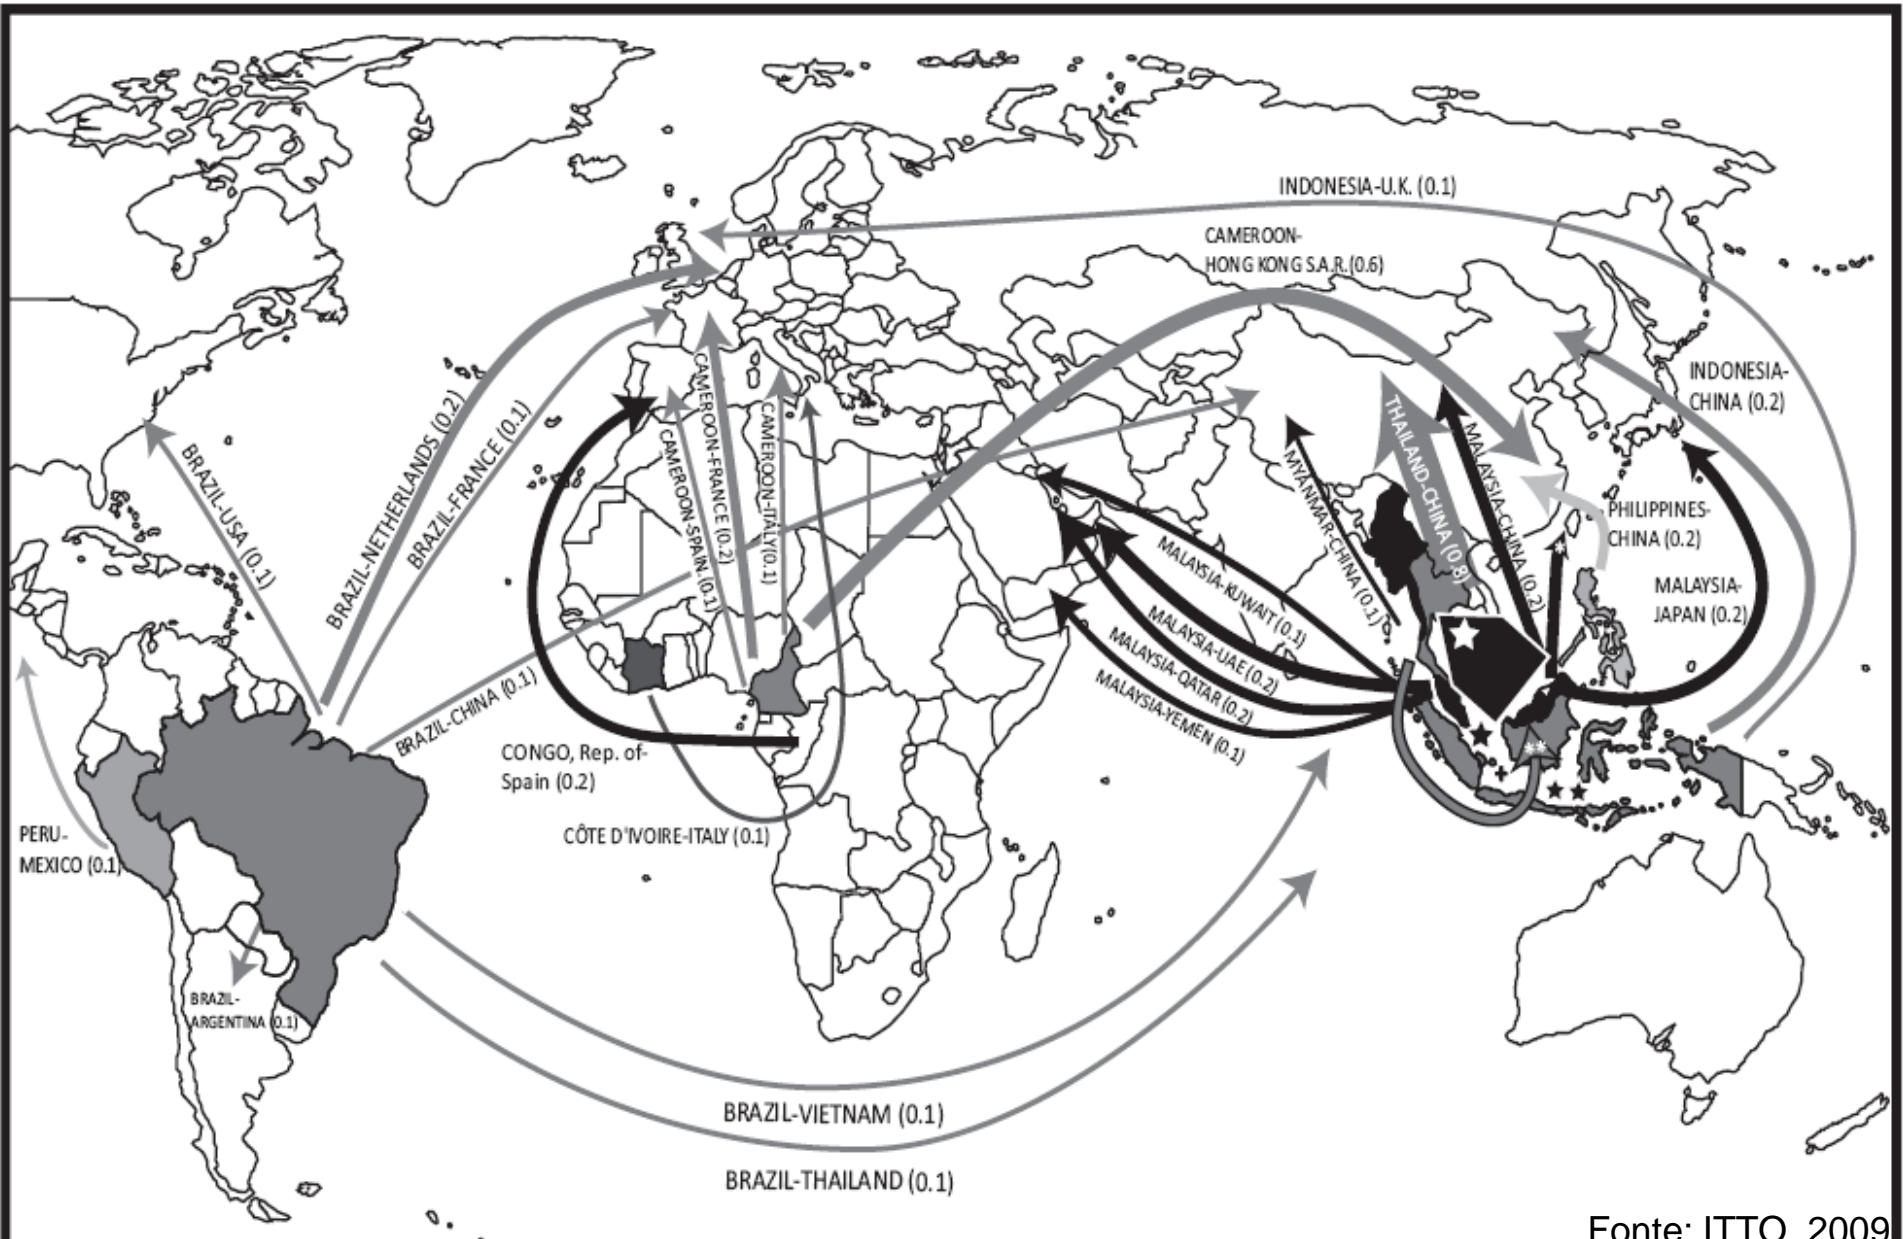 INDONESIA-U.K. (0.1)
CAMEROON-
HONG KONG S.A.R.(0.6)
INDONESIA-
CHINA (0.2)
BRAZIL-USA (0.1)
BRAZIL-NETHERLANDS (0.2)
BRAZIL-FRANCE (0.1)
CAMEROON-SPAIN.(0.1)
CAMEROON-FRANCE (0.2)
CAMEROON-ITALY(0.1)
MYANMAR-CHINA (0.1)
THAILAND-CHINA (0.8)
MALAYSIA-CHINA (0.2)
PHILIPPINES-
CHINA (0.2)
MALAYSIA-
JAPAN (0.2)
MALAYSIA-KUWAIT (0.1)
MALAYSIA-UAE (0.2)
MALAYSIA-QATAR (0.2)
MALAYSIA-YEMEN (0.1)
BRAZIL-CHINA (0.1)
CONGO, Rep. of-
Spain (0.2)
CÔTE D'IVOIRE-ITALY (0.1)
PERU-
MEXICO (0.1)
BRAZIL-
ARGENTINA (0.1)
BRAZIL-VIETNAM (0.1)
BRAZIL-THAILAND (0.1)
Fonte: ITTO, 2009